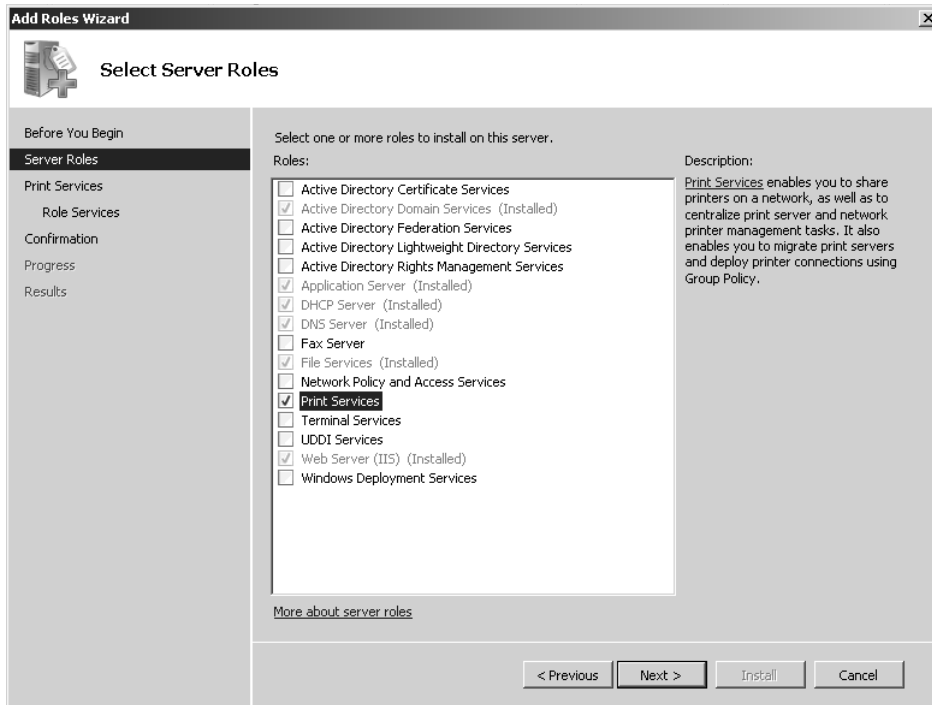 Add Roles Wizard
Select Server Roles
Before You Begin
Server Roles
Print Services
Role Services
Confirmation
Progress
Results
Select one or more roles to install on this server.
Roles:
Active Directory Certificate Services
Active Directory Domain Services (Installed)
Active Directory Federation Services
Active Directory Lightweight Directory Services
Active Directory Rights Management Services
Application Server (Installed)
DHCP Server (Installed)
DNS Server (Installed)
Fax Server
File Services (Installed)
Network Policy and Access Services
Print Services
Terminal Services
UDDI Services
Web Server (IIS) (Installed)
Windows Deployment Services
More about server roles
Description:
Print Services enables you to share
printers on a network, as well as to
centralize print server and network
printer management tasks. It also
enables you to migrate print servers
and deploy printer connections using
Group Policy.
< Previous
Next >
Install
Cancel